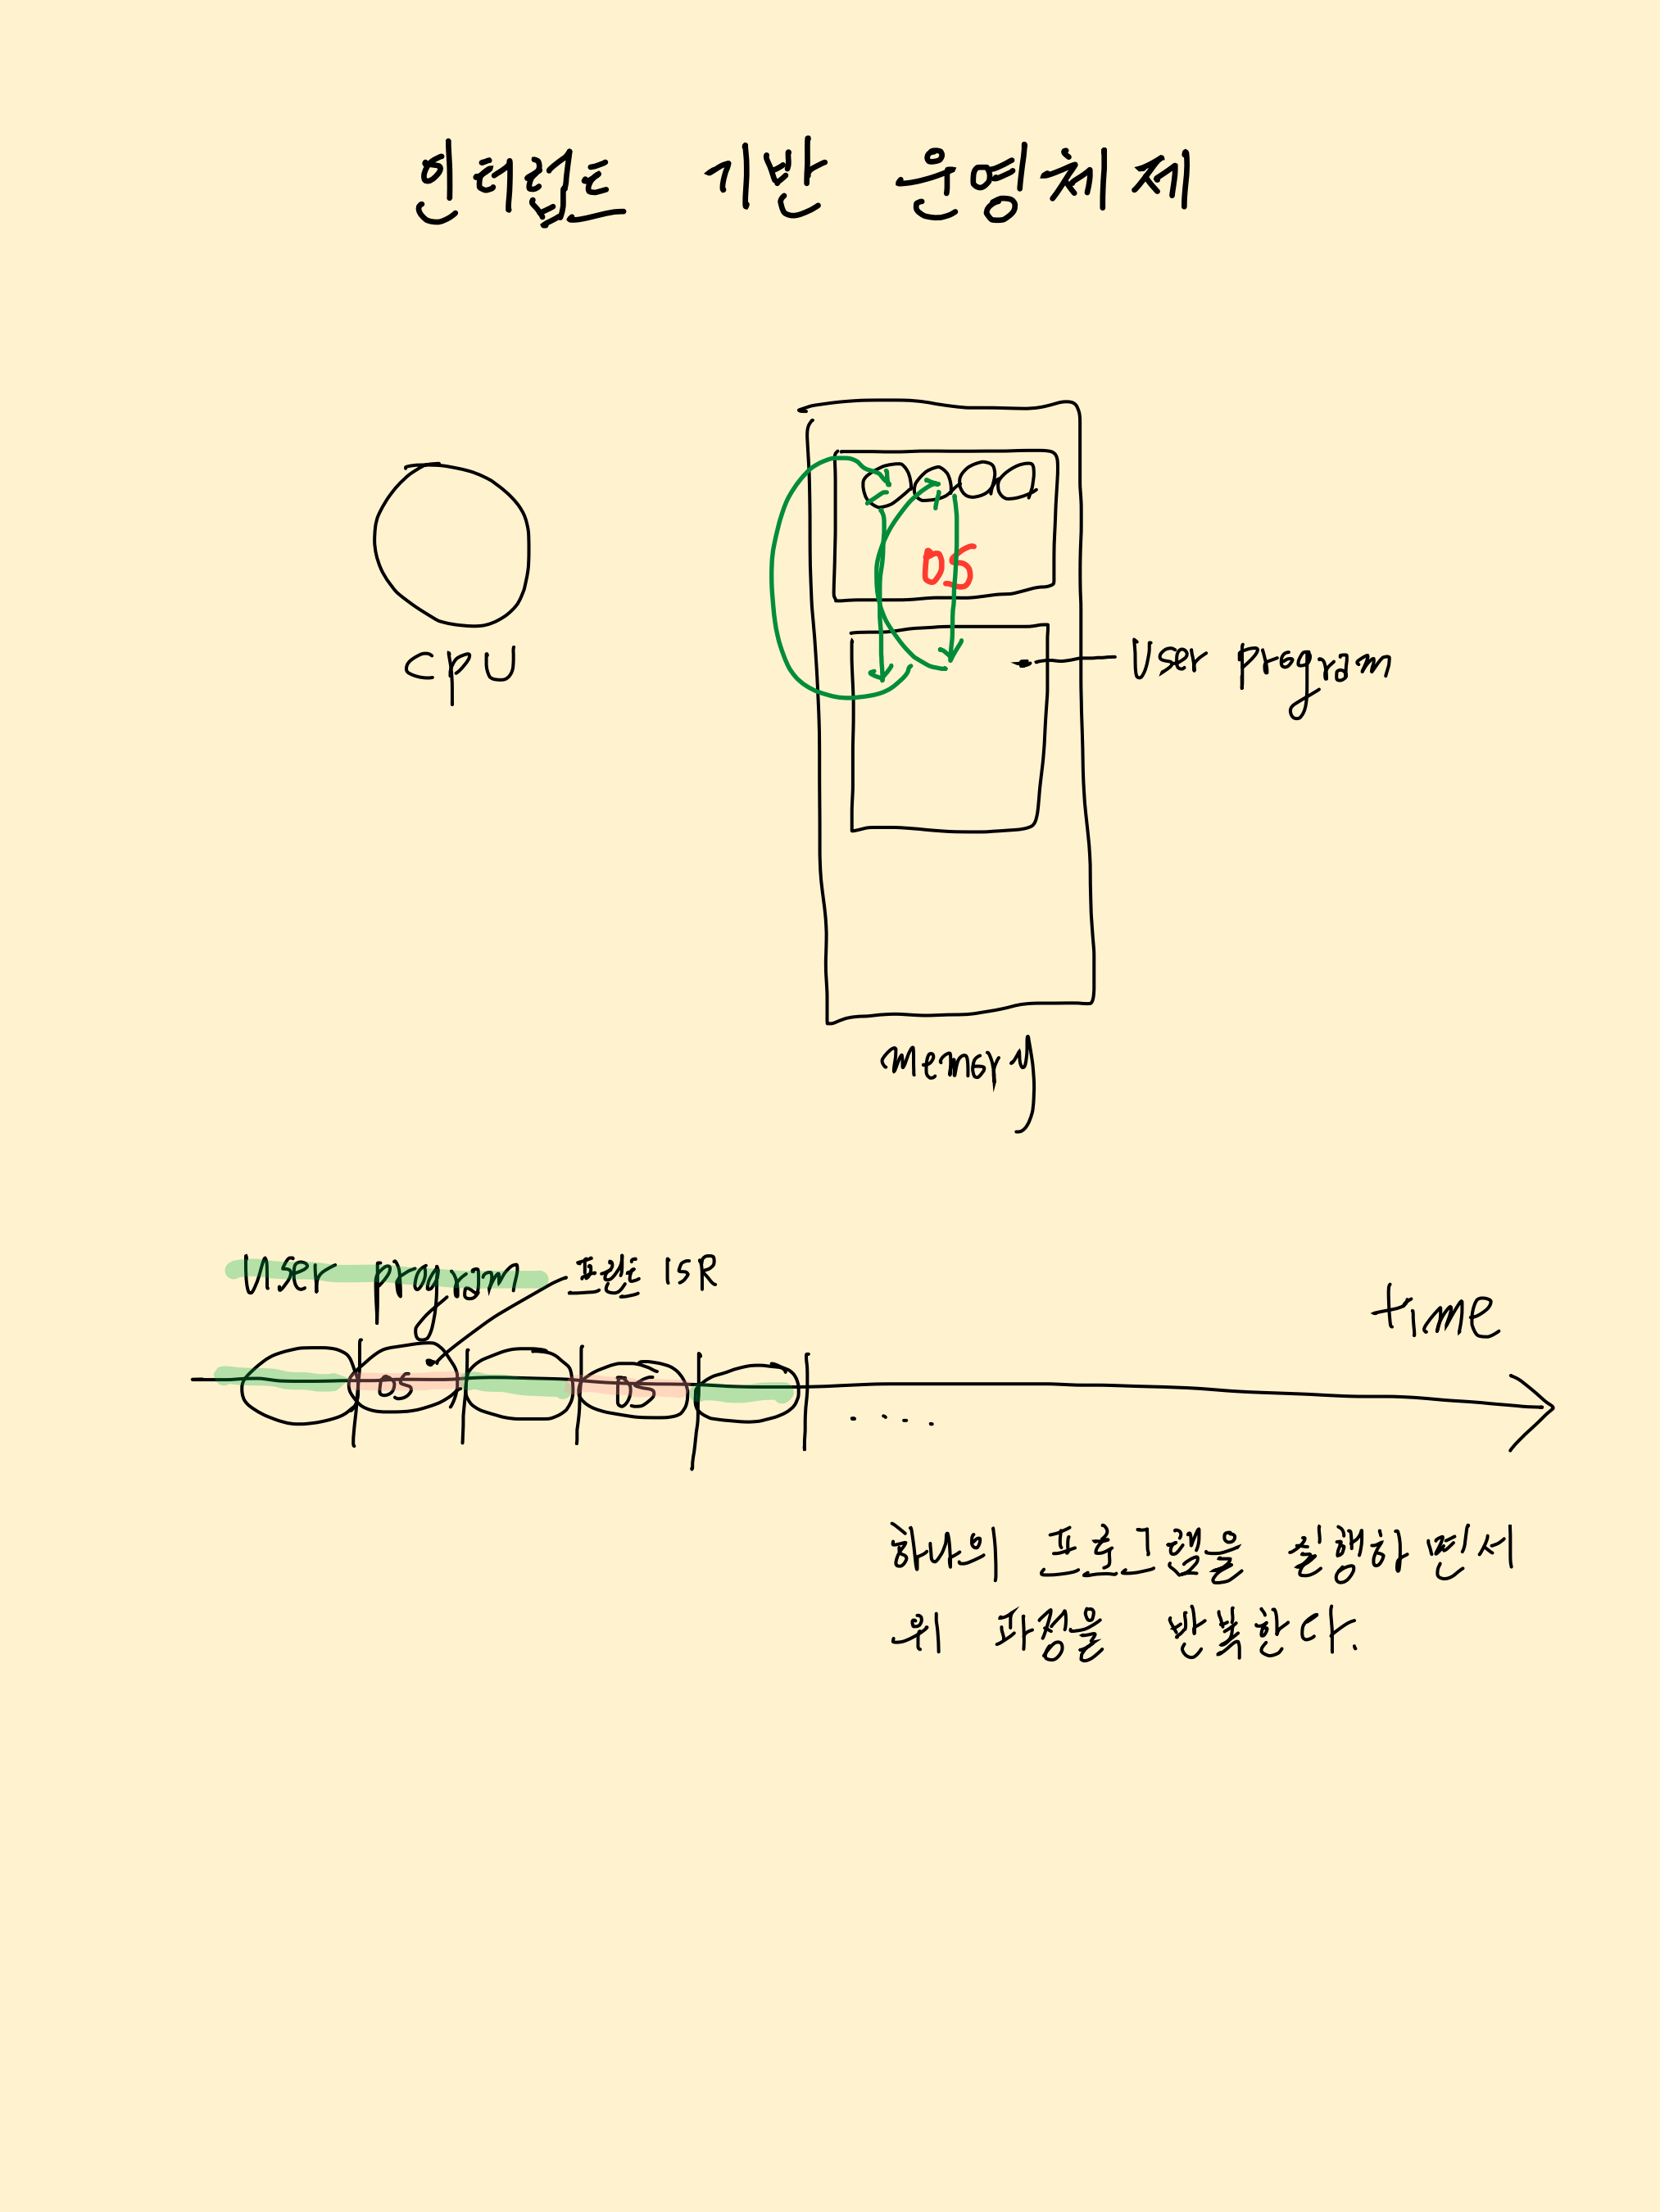 인터럽트 기반 운영체제
OS
CPU
User program
Memory
User program
프린트 ISR
time
OS
OS
. . . .
하나의 프로그램을 실행하면서
위 과정을 반복한다.